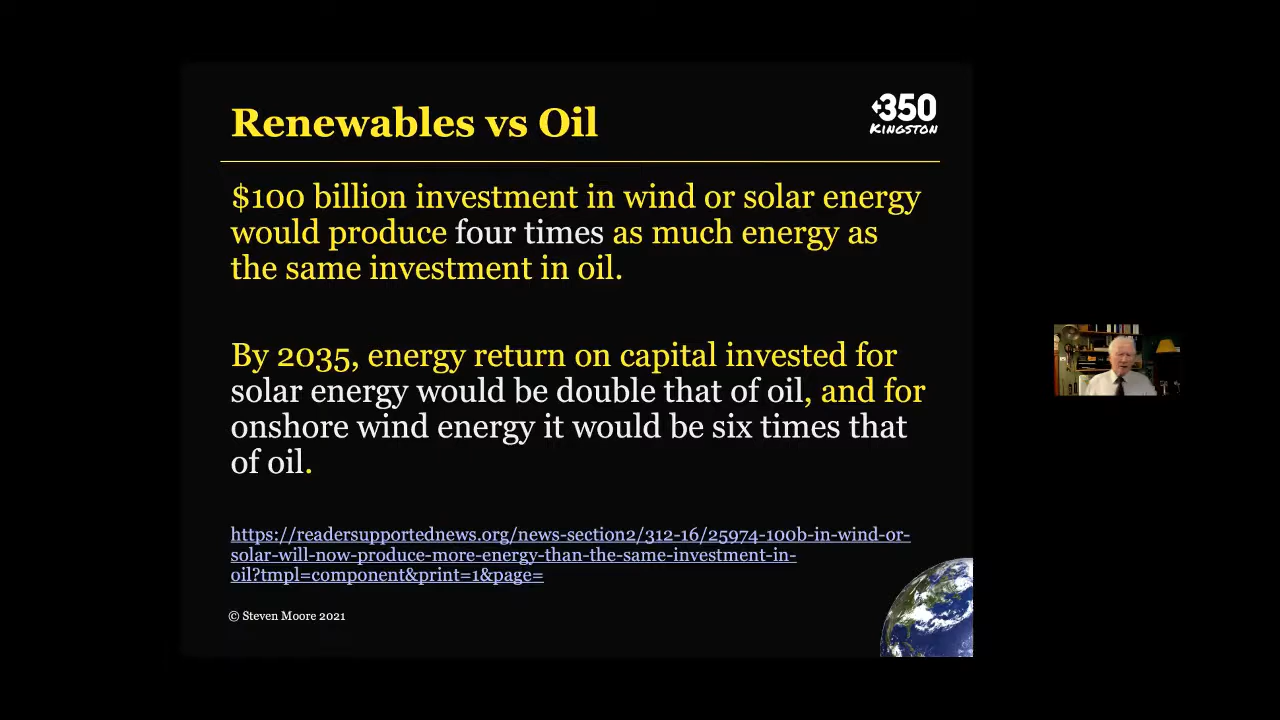 Renewables vs Oil
350
KINGSTON
$100 billion investment in wind or solar energy
would produce four times as much energy as
the same investment in oil.
By 2035, energy return on capital invested for
solar energy would be double that of oil, and for
onshore wind energy it would be six times that
of oil.
https://readersupportednews.org/news-section2/312-16/25974-100b-in-wind-or-
solar-will-now-produce-more-energy-than-the-same-investment-in-
oil?tmpl=component&print=1&page=
© Steven Moore 2021